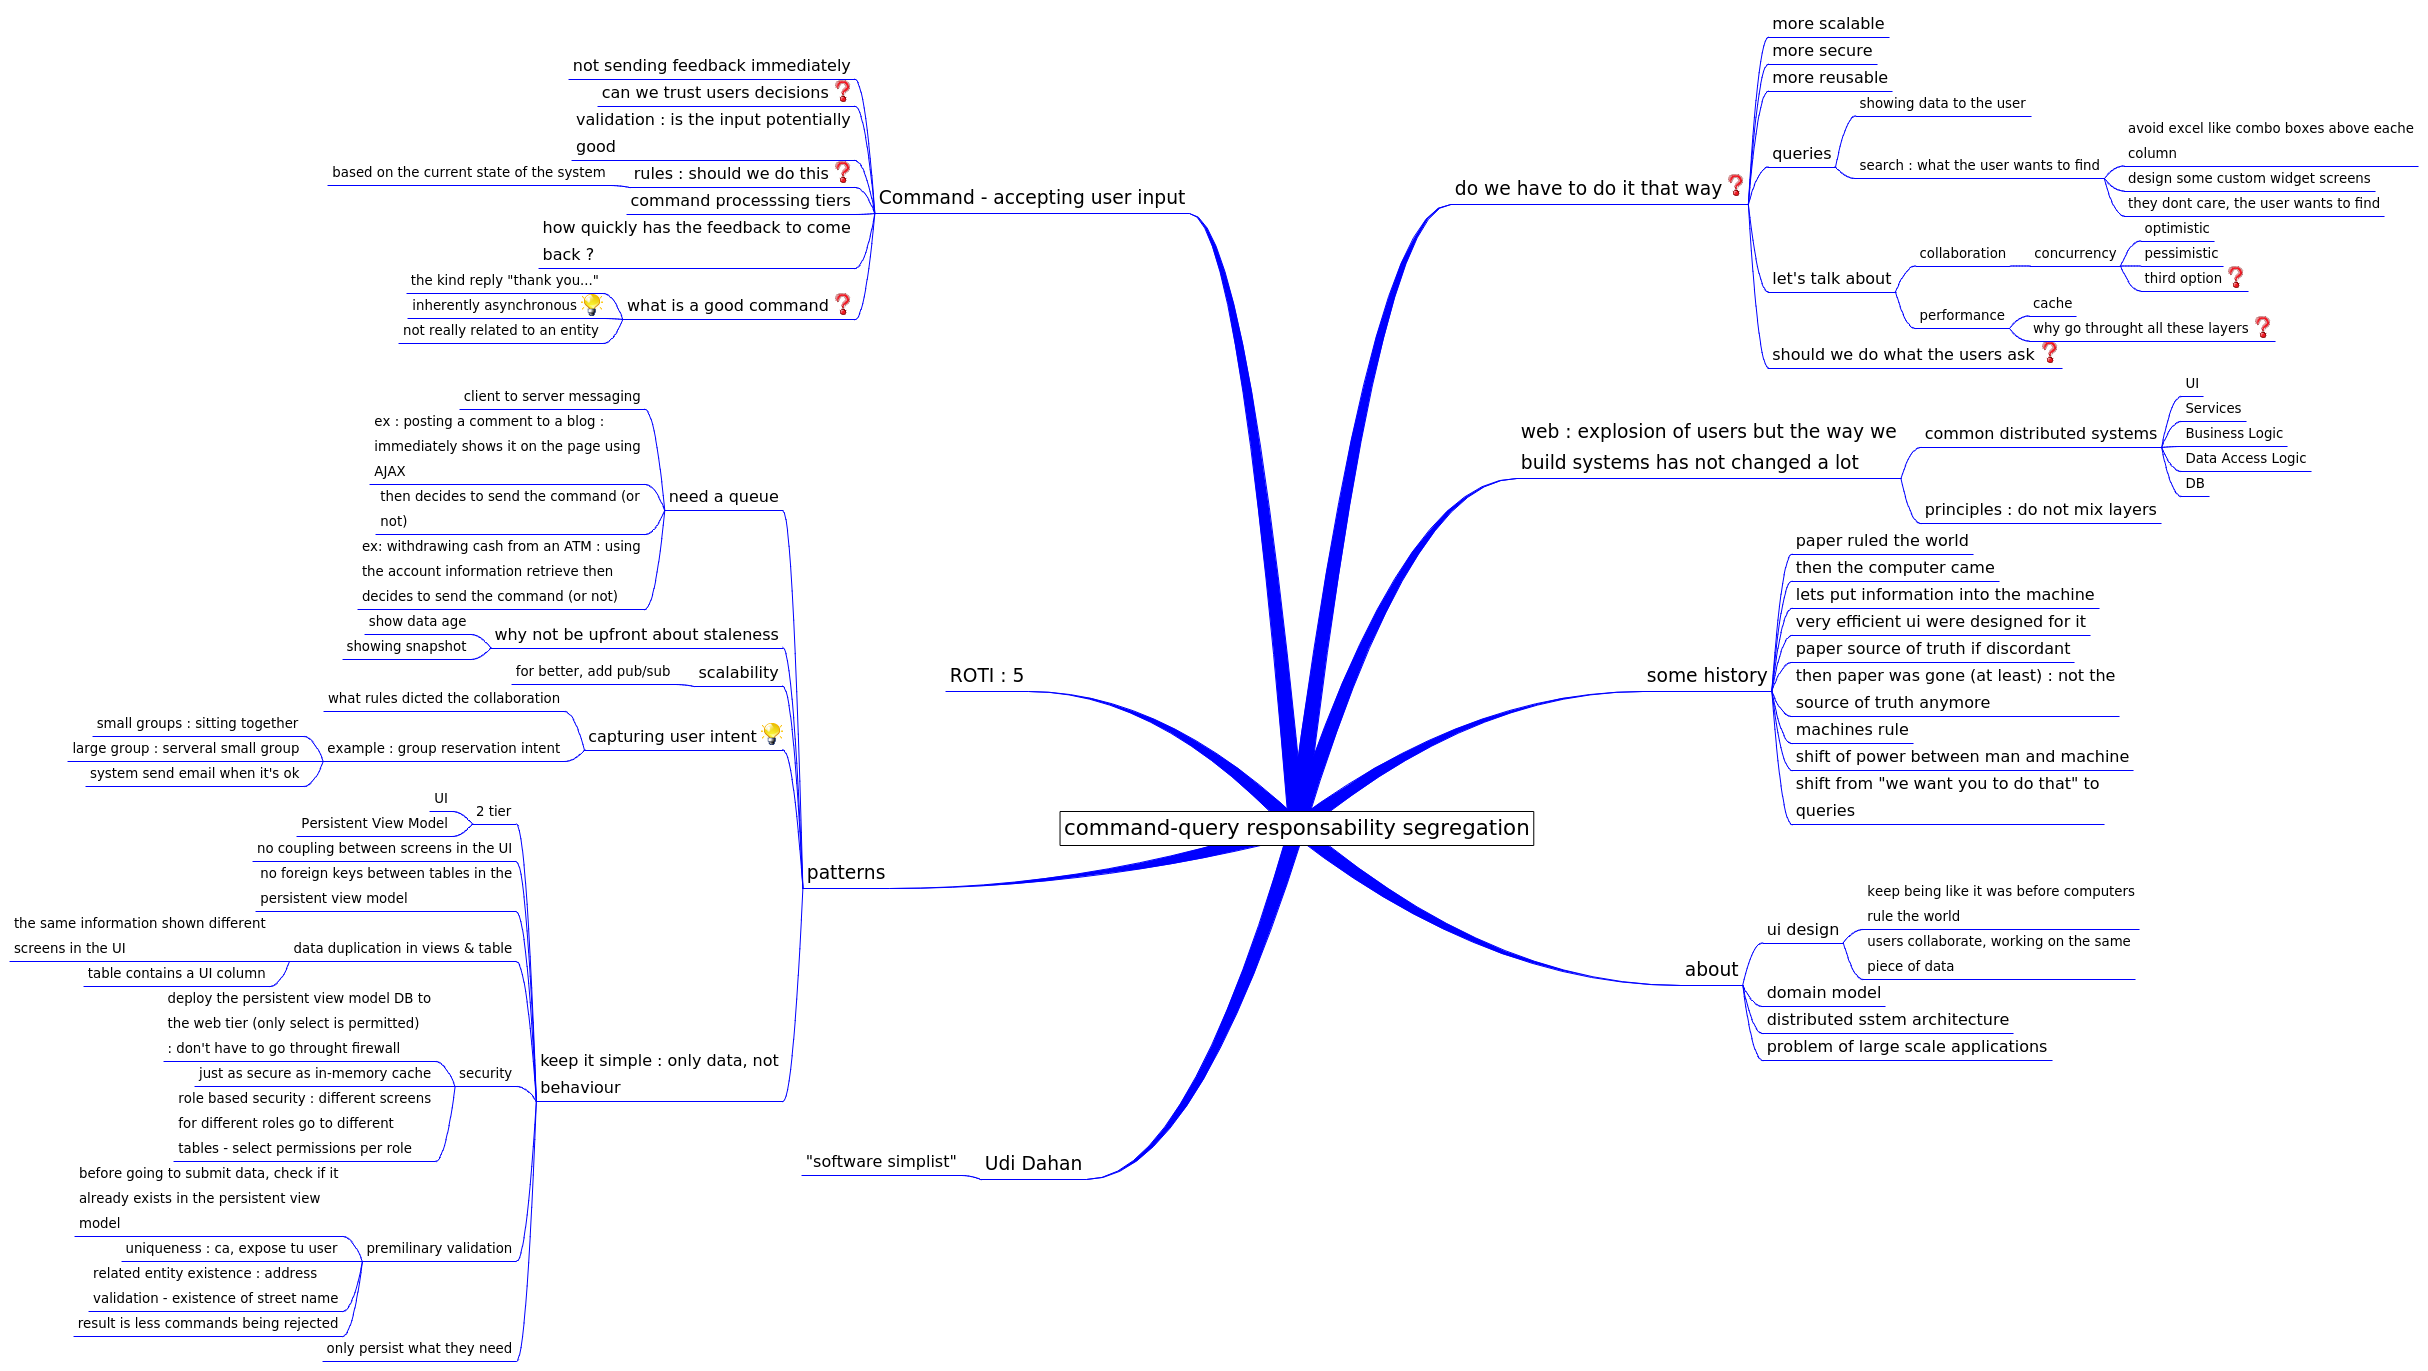 command-query responsability segregation
do we have to do it that way
more scalable
more secure
more reusable
queries
showing data to the user
search : what the user wants to find
avoid excel like combo boxes above eache
column
design some custom widget screens
they dont care, the user wants to find
let's talk about
collaboration
concurrency
optimistic
pessimistic
third option
performance
cache
why go throught all these layers
should we do what the users ask
web : explosion of users but the way we
build systems has not changed a lot
common distributed systems
UI
Services
Business Logic
Data Access Logic
DB
principles : do not mix layers
some history
paper ruled the world
then the computer came
lets put information into the machine
very efficient ui were designed for it
paper source of truth if discordant
then paper was gone (at least) : not the
source of truth anymore
machines rule
shift of power between man and machine
shift from "we want you to do that" to
queries
about
ui design
keep being like it was before computers
rule the world
users collaborate, working on the same
piece of data
domain model
distributed sstem architecture
problem of large scale applications
Command - accepting user input
not sending feedback immediately
can we trust users decisions
validation : is the input potentially
good
rules : should we do this
based on the current state of the system
command processsing tiers
how quickly has the feedback to come
back ?
what is a good command
the kind reply "thank you..."
inherently asynchronous
not really related to an entity
ROTI : 5
patterns
need a queue
client to server messaging
ex : posting a comment to a blog :
immediately shows it on the page using
AJAX
then decides to send the command (or
not)
ex: withdrawing cash from an ATM : using
the account information retrieve then
decides to send the command (or not)
why not be upfront about staleness
show data age
showing snapshot
scalability
for better, add pub/sub
capturing user intent
what rules dicted the collaboration
example : group reservation intent
small groups : sitting together
large group : serveral small group
system send email when it's ok
keep it simple : only data, not
behaviour
2 tier
UI
Persistent View Model
no coupling between screens in the UI
no foreign keys between tables in the
persistent view model
data duplication in views & table
the same information shown different
screens in the UI
table contains a UI column
security
deploy the persistent view model DB to
the web tier (only select is permitted)
: don't have to go throught firewall
just as secure as in-memory cache
role based security : different screens
for different roles go to different
tables - select permissions per role
premilinary validation
before going to submit data, check if it
already exists in the persistent view
model
uniqueness : ca, expose tu user
related entity existence : address
validation - existence of street name
result is less commands being rejected
only persist what they need
Udi Dahan
"software simplist"